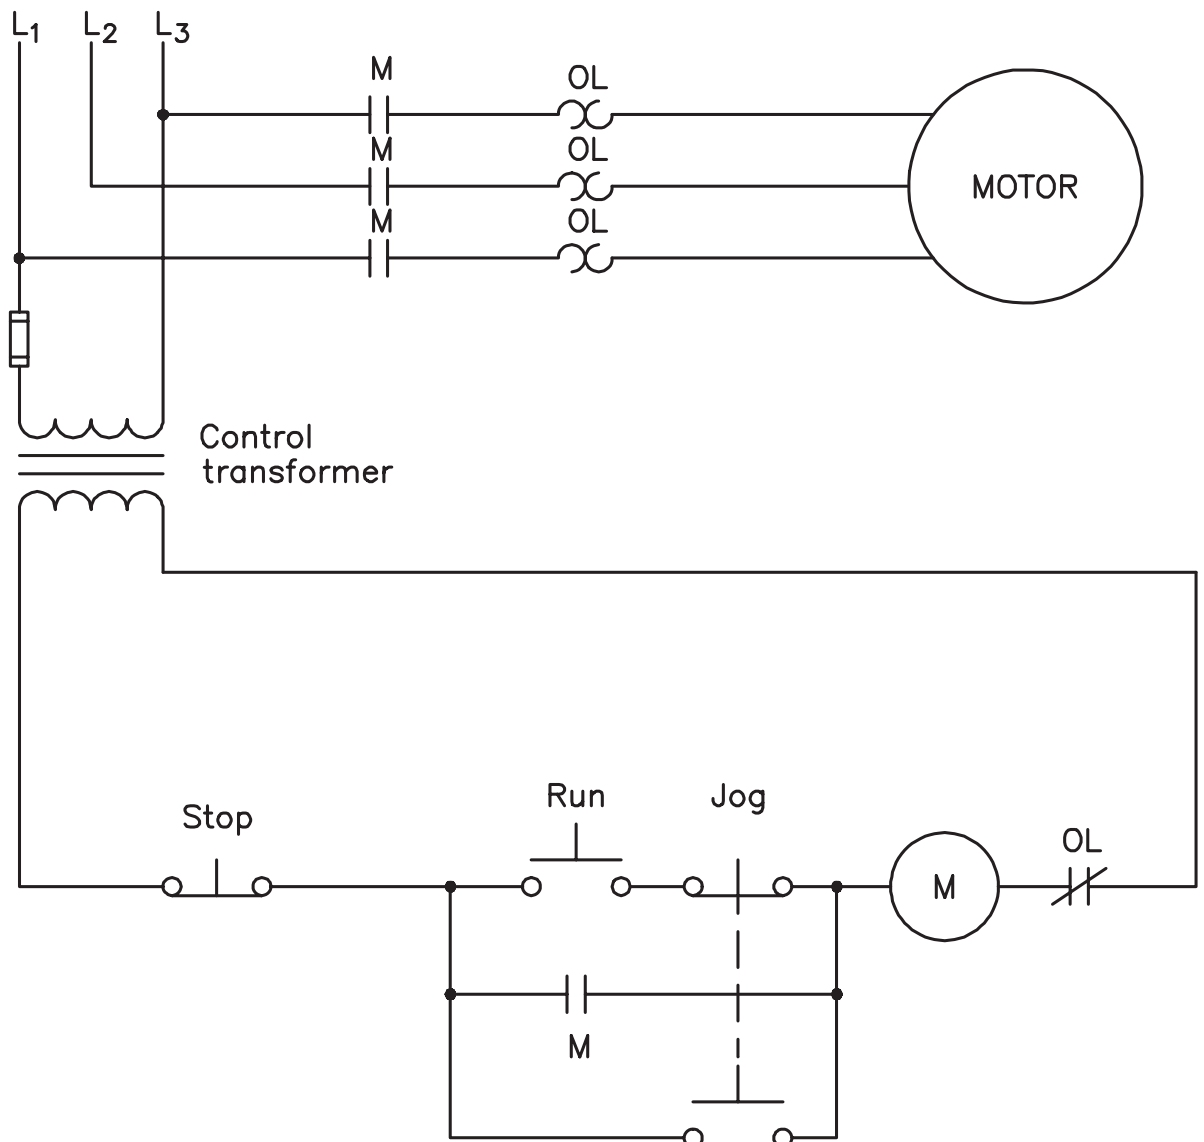 L1 L2 L3
M OL
M OL
MOTOR
M OL
Control
transformer
Run Jog
Stop
OL
M
M